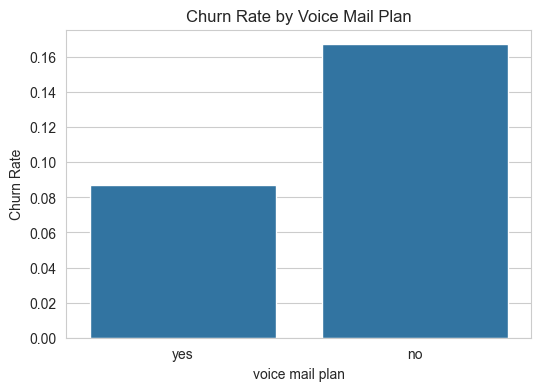 Churn Rate by Voice Mail Plan
Churn Rate
0.16
0.14
0.12
0.10
0.08
0.06
0.04
0.02
0.00
yes
no
voice mail plan